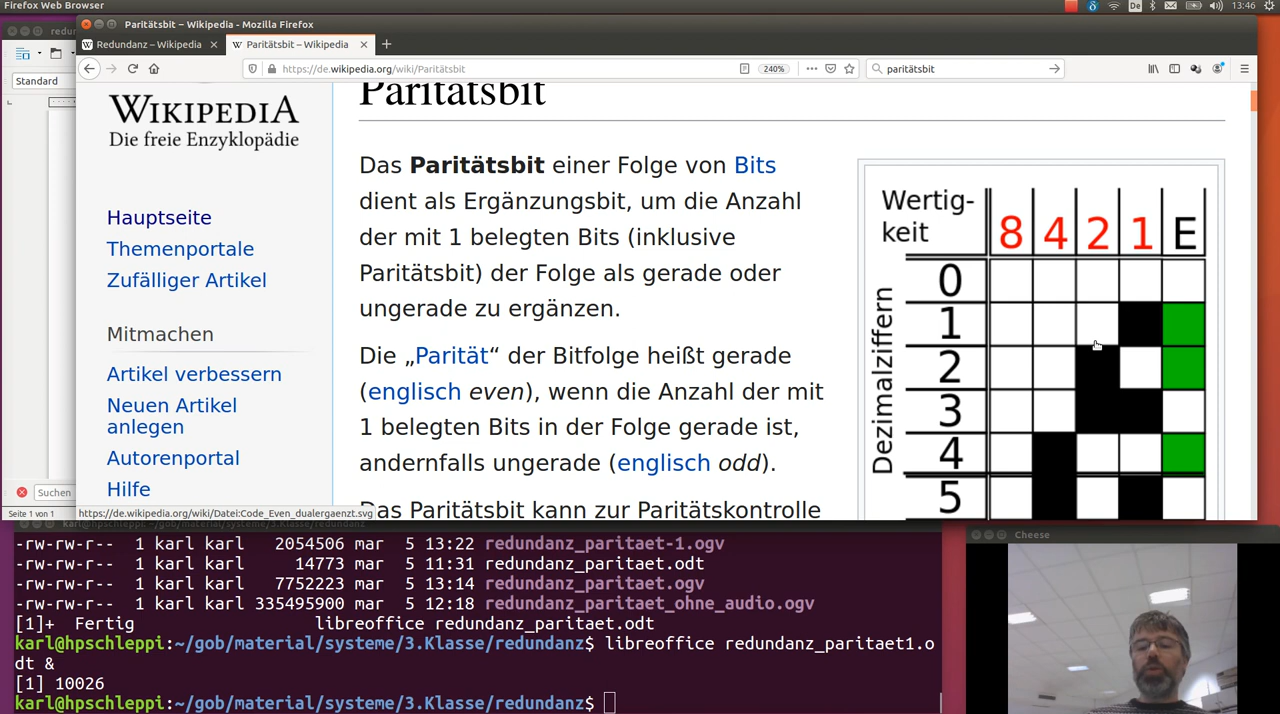 Firefox Web Browser
De
13:46
Paritätsbit – Wikipedia - Mozilla Firefox
redun
Redundanz – Wikipedia
Paritätsbit – Wikipedia
https://de.wikipedia.org/wiki/Paritätsbit
240%
paritätsbit
Standard
WIKIPEDIA
Die freie Enzyklopädie
Hauptseite
Themenportale
Zufälliger Artikel
Mitmachen
Artikel verbessern
Neuen Artikel
anlegen
Autorenportal
Hilfe
Paritätsbit
Das Paritätsbit einer Folge von Bits
dient als Ergänzungsbit, um die Anzahl
der mit 1 belegten Bits (inklusive
Paritätsbit) der Folge als gerade oder
ungerade zu ergänzen.
Die „Parität“ der Bitfolge heißt gerade
(englisch even), wenn die Anzahl der mit
1 belegten Bits in der Folge gerade ist,
andernfalls ungerade (englisch odd).
Das Paritätsbit kann zur Paritätskontrolle
Wertig-
keit
8 4 2 1 E
Dezimalziffern
0
1
2
3
4
5
Suchen
Seite 1 von 1
https://de.wikipedia.org/wiki/Datei:Code_Even_dualergaenzt.svg
karl@hpschleppi: ~/gob/material/systeme/3.Klasse/redundanz
-rw-rw-r-- 1 karl karl 2054506 mar 5 13:22 redundanz_paritaet-1.ogv
-rw-rw-r-- 1 karl karl 14773 mar 5 11:31 redundanz_paritaet.odt
-rw-rw-r-- 1 karl karl 7752223 mar 5 13:14 redundanz_paritaet.ogv
-rw-rw-r-- 1 karl karl 335495900 mar 5 12:18 redundanz_paritaet_ohne_audio.ogv
[1]+ Fertig libreoffice redundanz_paritaet.odt
karl@hpschleppi:~/gob/material/systeme/3.Klasse/redundanz$ libreoffice redundanz_paritaet1.o
dt &
[1] 10026
karl@hpschleppi:~/gob/material/systeme/3.Klasse/redundanz$
Cheese